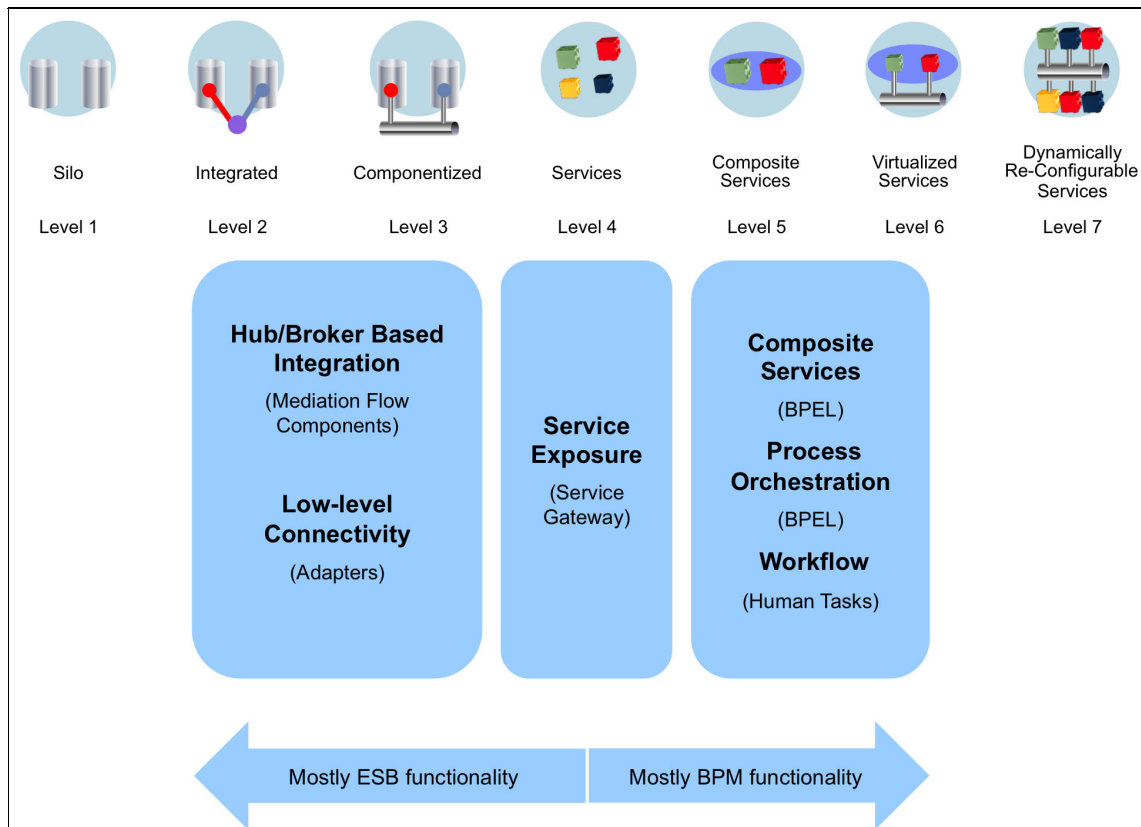 Silo
Integrated
Componentized
Services
Composite
Services
Virtualized
Services
Dynamically
Re-Configurable
Services
Level 1
Level 2
Level 3
Level 4
Level 5
Level 6
Level 7
Hub/Broker Based
Integration
(Mediation Flow
Components)
Low-level
Connectivity
(Adapters)
Service
Exposure
(Service
Gateway)
Composite
Services
(BPEL)
Process
Orchestration
(BPEL)
Workflow
(Human Tasks)
Mostly ESB functionality
Mostly BPM functionality